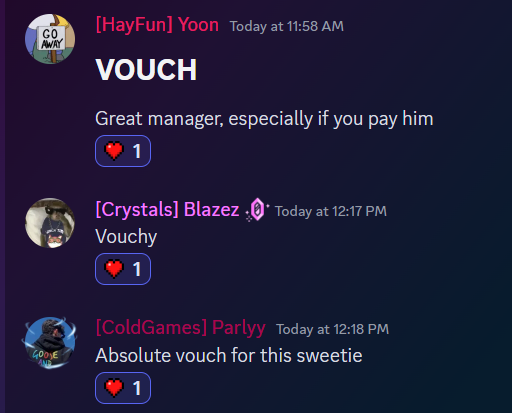 GO
AWAY
[HayFun] Yoon Today at 11:58 AM
VOUCH
Great manager, especially if you pay him
1
[Crystals] Blazez Today at 12:17 PM
Vouchy
1
[ColdGames] Parlyy Today at 12:18 PM
GOOSE
AND
Absolute vouch for this sweetie
1